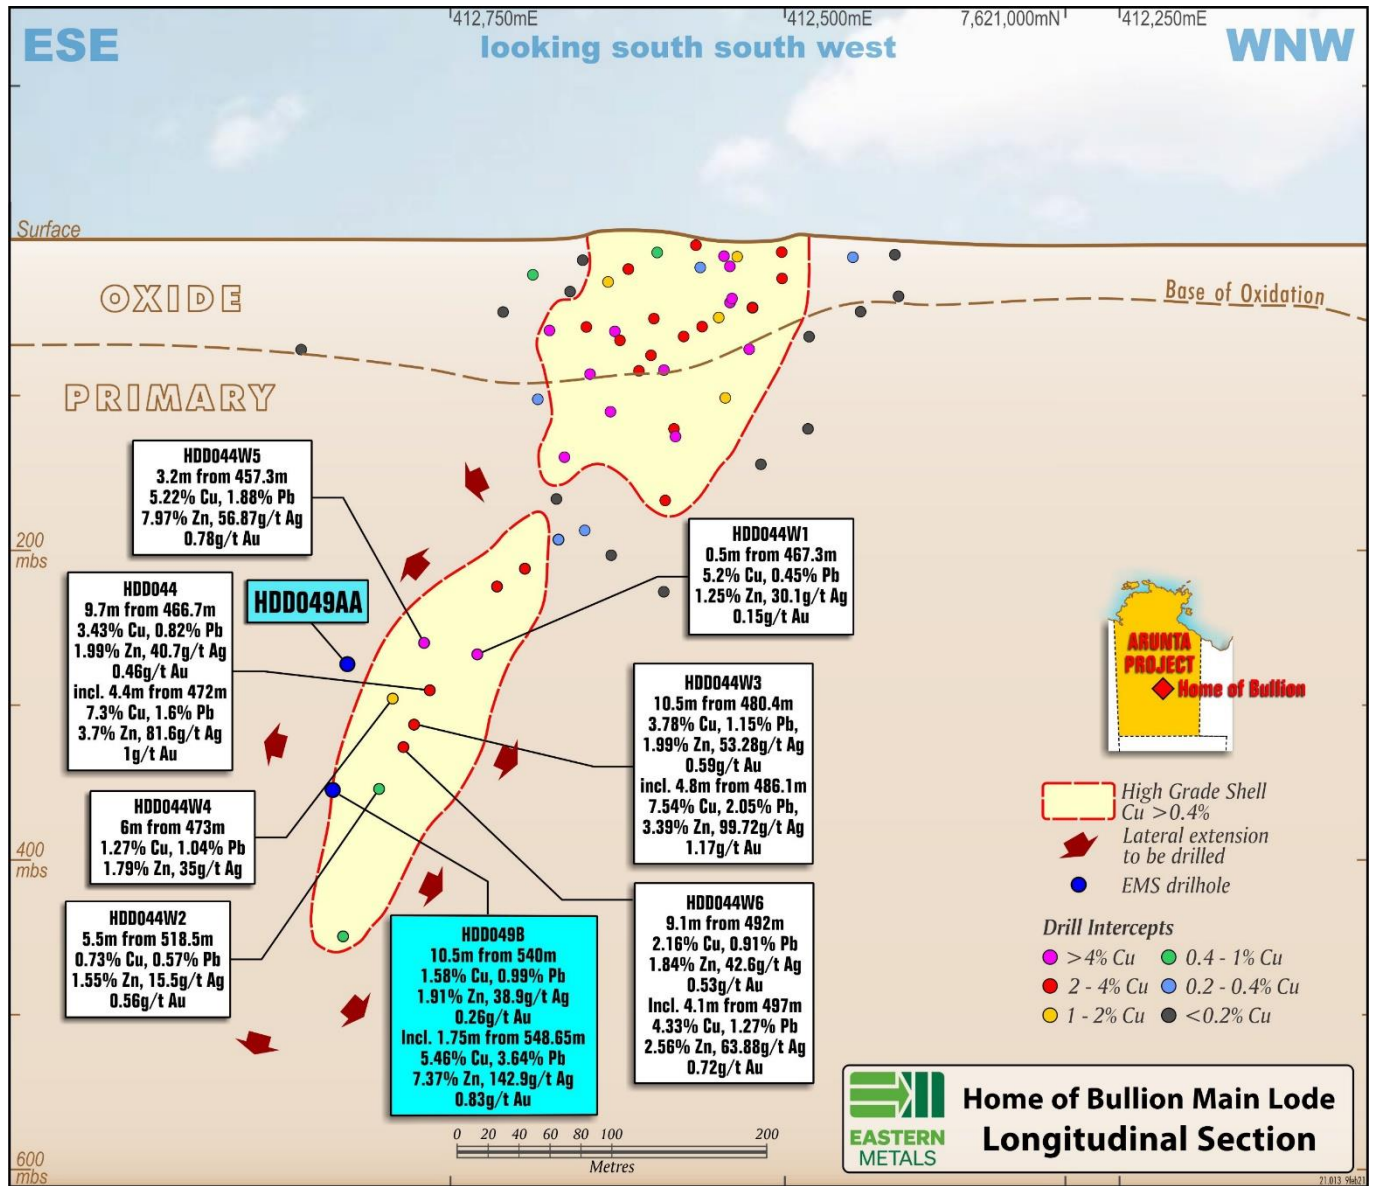 412,750mE
412,500mE
7,621,000mN
412,250mE
ESE
looking south south west
WNW
Surface
OXIDE
Base of Oxidation
PRIMARY
HDD044W5
3.2m from 457.3m
5.22% Cu, 1.88% Pb
7.97% Zn, 56.87g/t Ag
0.78g/t Au
200
mbs
HDD044W1
0.5m from 467.3m
5.2% Cu, 0.45% Pb
1.25% Zn, 30.1g/t Ag
0.15g/t Au
HDD044
9.7m from 466.7m
3.43% Cu, 0.82% Pb
1.99% Zn, 40.7g/t Ag
0.46g/t Au
incl. 4.4m from 472m
7.3% Cu, 1.6% Pb
3.7% Zn, 81.6g/t Ag
1g/t Au
HDD049AA
ARUNTA
PROJECT
Home of Bullion
HDD044W3
10.5m from 480.4m
3.78% Cu, 1.15% Pb,
1.99% Zn, 53.28g/t Ag
0.59g/t Au
incl. 4.8m from 486.1m
7.54% Cu, 2.05% Pb,
3.39% Zn, 99.72g/t Ag
1.17g/t Au
HDD044W4
6m from 473m
1.27% Cu, 1.04% Pb
1.79% Zn, 35g/t Ag
High Grade Shell
Cu >0.4%
Lateral extension
to be drilled
EMS drillhole
400
mbs
HDD044W2
5.5m from 518.5m
0.73% Cu, 0.57% Pb
1.55% Zn, 15.5g/t Ag
0.56g/t Au
HDD049B
10.5m from 540m
1.58% Cu, 0.99% Pb
1.91% Zn, 38.9g/t Ag
0.26g/t Au
Incl. 1.75m from 548.65m
5.46% Cu, 3.64% Pb
7.37% Zn, 142.9g/t Ag
0.83g/t Au
HDD044W6
9.1m from 492m
2.16% Cu, 0.91% Pb
1.84% Zn, 42.6g/t Ag
0.53g/t Au
Incl. 4.1m from 497m
4.33% Cu, 1.27% Pb
2.56% Zn, 63.88g/t Ag
0.72g/t Au
Drill Intercepts
>4% Cu
0.4 - 1% Cu
2 - 4% Cu
0.2 - 0.4% Cu
1 - 2% Cu
<0.2% Cu
0 20 40 60 80 100 200
Metres
EASTERN
METALS
Home of Bullion Main Lode
Longitudinal Section
600
mbs
21.013 9feb21